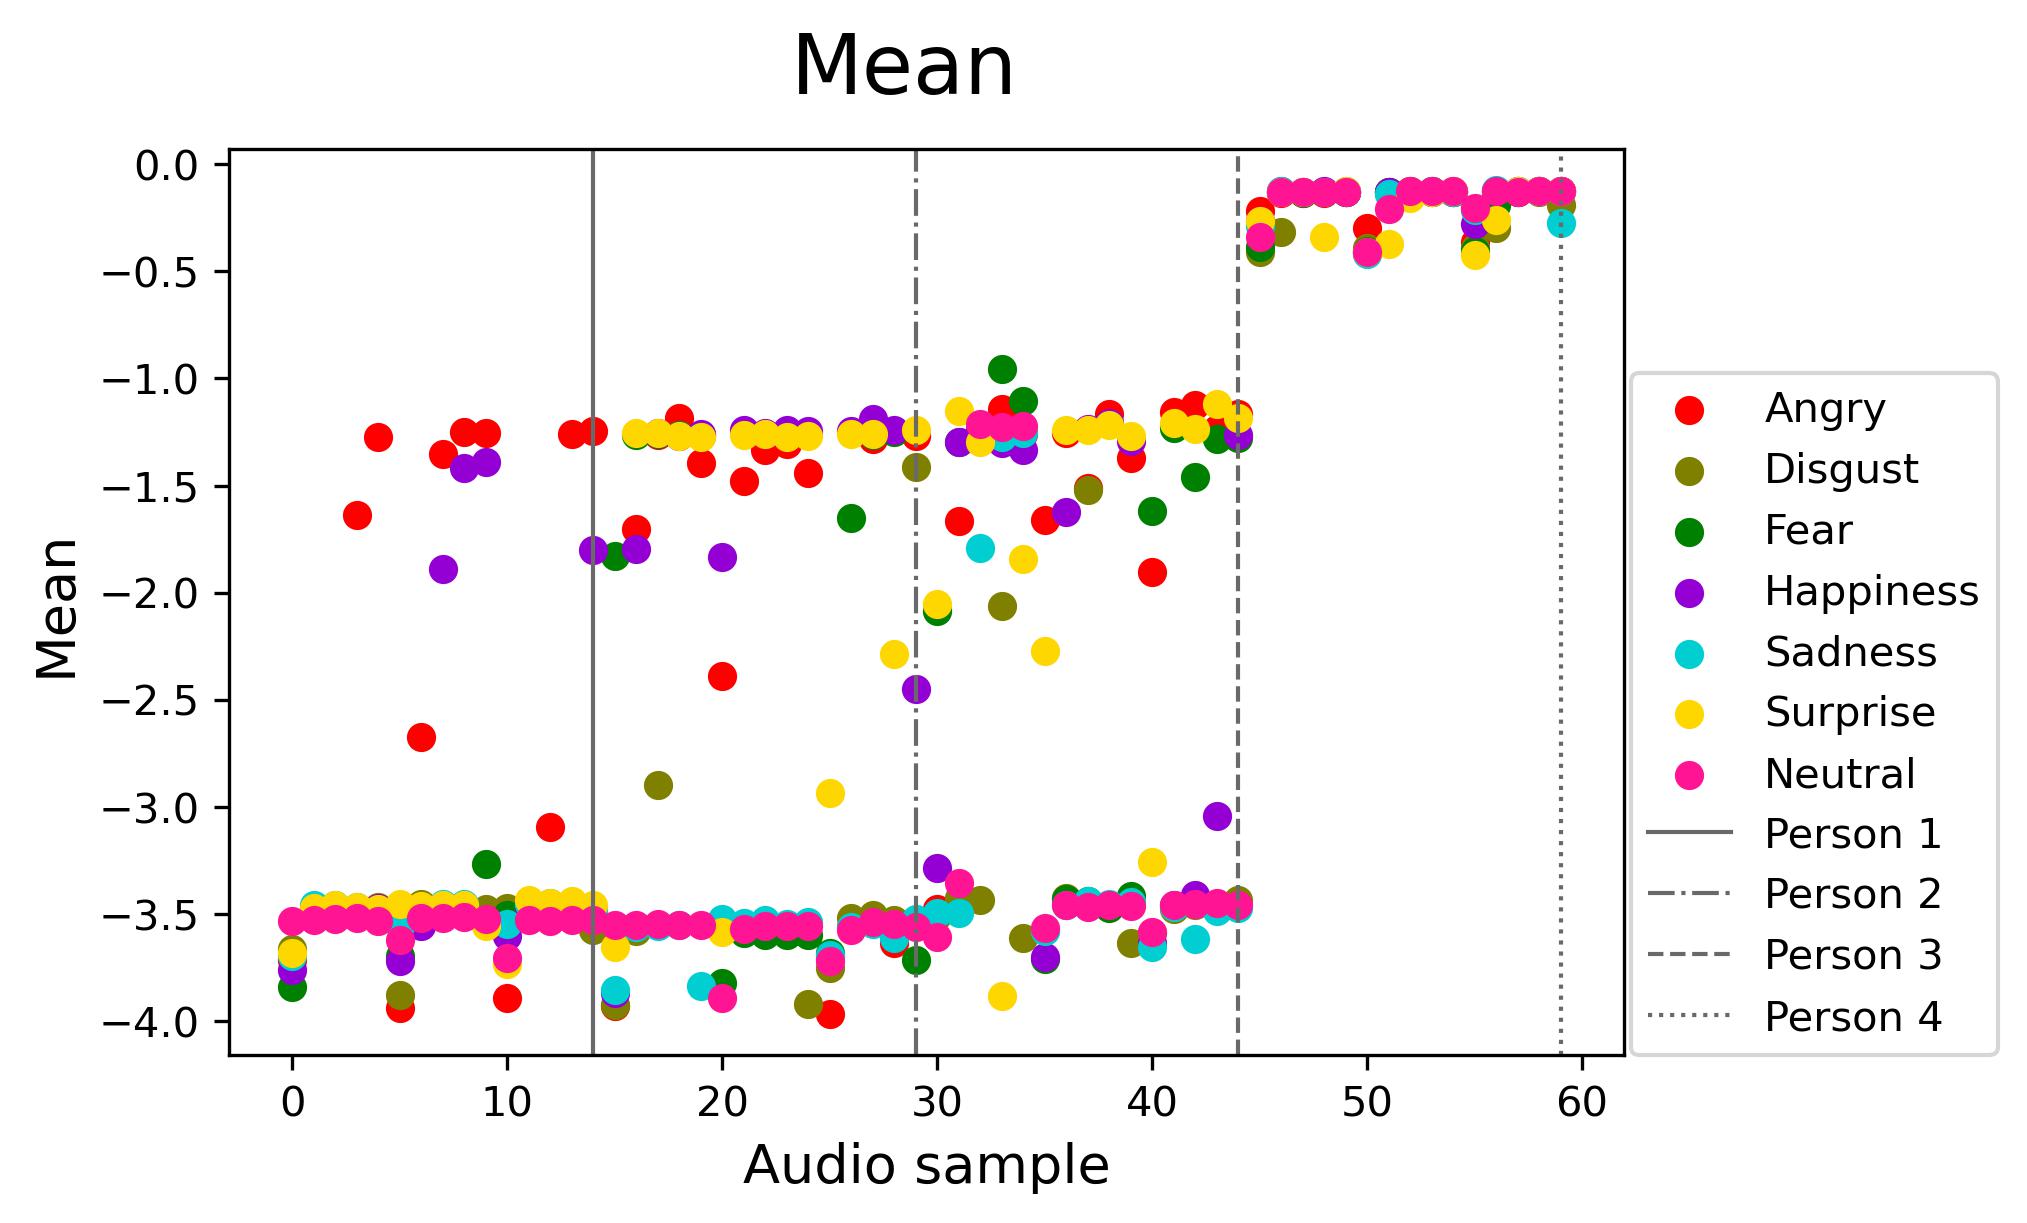 Mean
Mean
0.0
−0.5
−1.0
−1.5
−2.0
−2.5
−3.0
−3.5
−4.0
0 10 20 30 40 50 60
Audio sample
Angry
Disgust
Fear
Happiness
Sadness
Surprise
Neutral
Person 1
Person 2
Person 3
Person 4